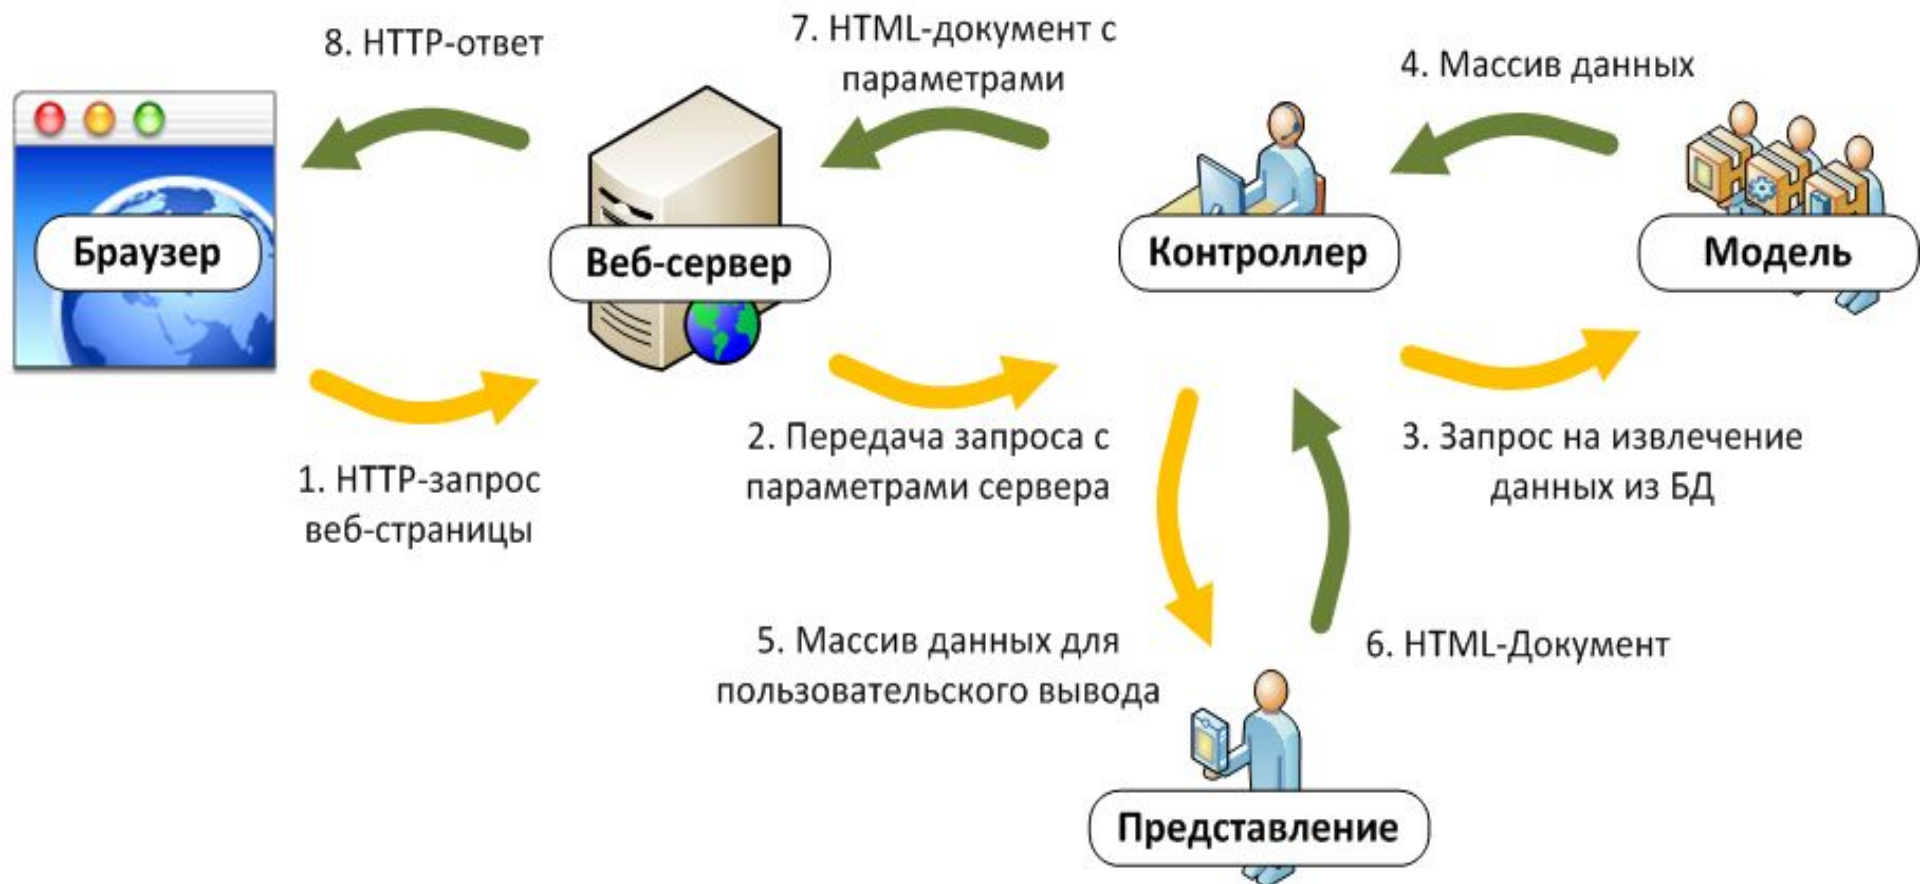 8. HTTP-ответ
7. HTML-документ с
параметрами
4. Массив данных
Браузер
Веб-сервер
Контроллер
Модель
1. HTTP-запрос
веб-страницы
2. Передача запроса с
параметрами сервера
3. Запрос на извлечение
данных из БД
5. Массив данных для
пользовательского вывода
6. HTML-Документ
Представление